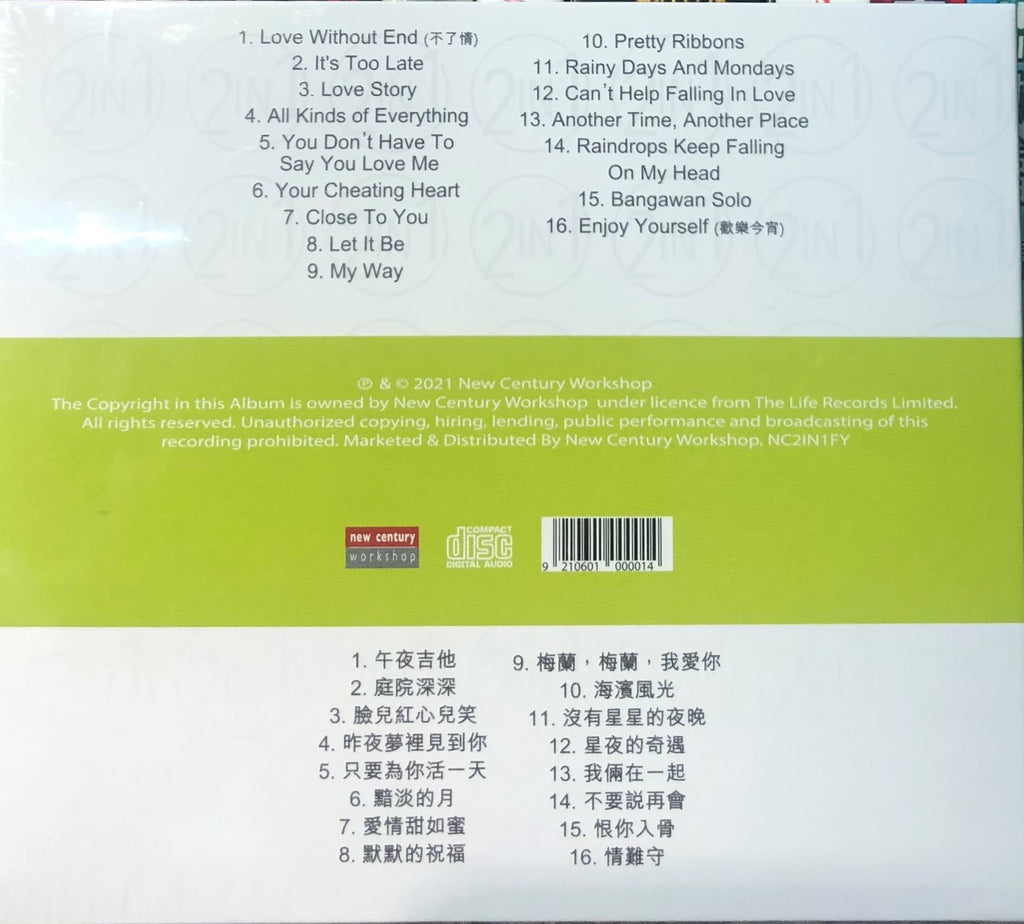 1. Love Without End (不了情)
2. It's Too Late
3. Love Story
4. All Kinds of Everything
5. You Don't Have To
Say You Love Me
6. Your Cheating Heart
7. Close To You
8. Let It Be
9. My Way
10. Pretty Ribbons
11. Rainy Days And Mondays
12. Can't Help Falling In Love
13. Another Time, Another Place
14. Raindrops Keep Falling
On My Head
15. Bangawan Solo
16. Enjoy Yourself (歡樂今宵)
℗ & © 2021 New Century Workshop
The Copyright in this Album is owned by New Century Workshop under licence from The Life Records Limited.
All rights reserved. Unauthorized copying, hiring, lending, public performance and broadcasting of this
recording prohibited. Marketed & Distributed By New Century Workshop. NC2IN1FY
new century
workshop
COMPACT
disc
DIGITAL AUDIO
9 210601 000014
1. 午夜吉他
2. 庭院深深
3. 臉兒紅心兒笑
4. 昨夜夢裡見到你
5. 只要為你活一天
6. 黯淡的月
7. 愛情甜如蜜
8. 默默的祝福
9. 梅蘭，梅蘭，我愛你
10. 海濱風光
11. 沒有星星的夜晚
12. 星夜的奇遇
13. 我倆在一起
14. 不要説再會
15. 恨你入骨
16. 情難守